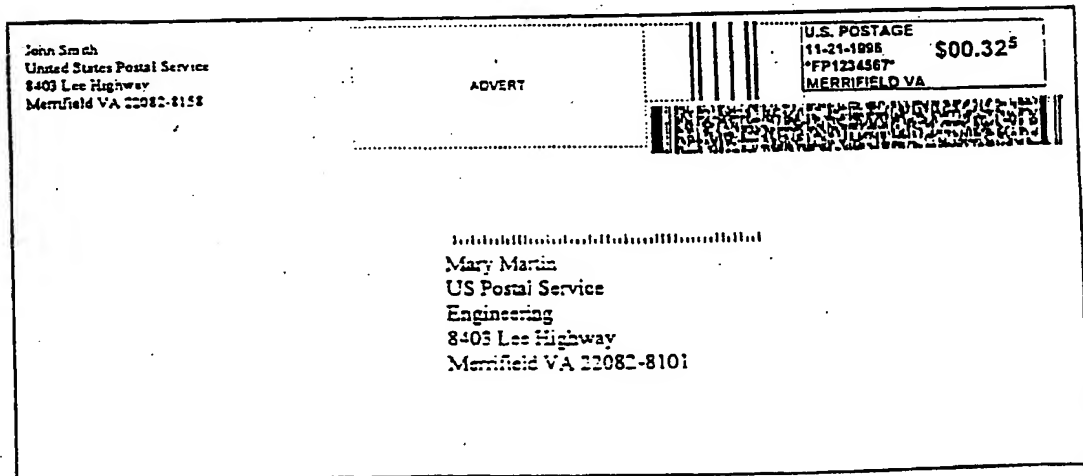 John Smith
United States Postal Service
8403 Lee Highway
Merrifield VA 22082-8158
ADVERT
U.S. POSTAGE
11-21-1996 $00.32⁵
*FP1234567*
MERRIFIELD VA
Mary Martin
US Postal Service
Engineering
8403 Lee Highway
Merrifield VA 22082-8101